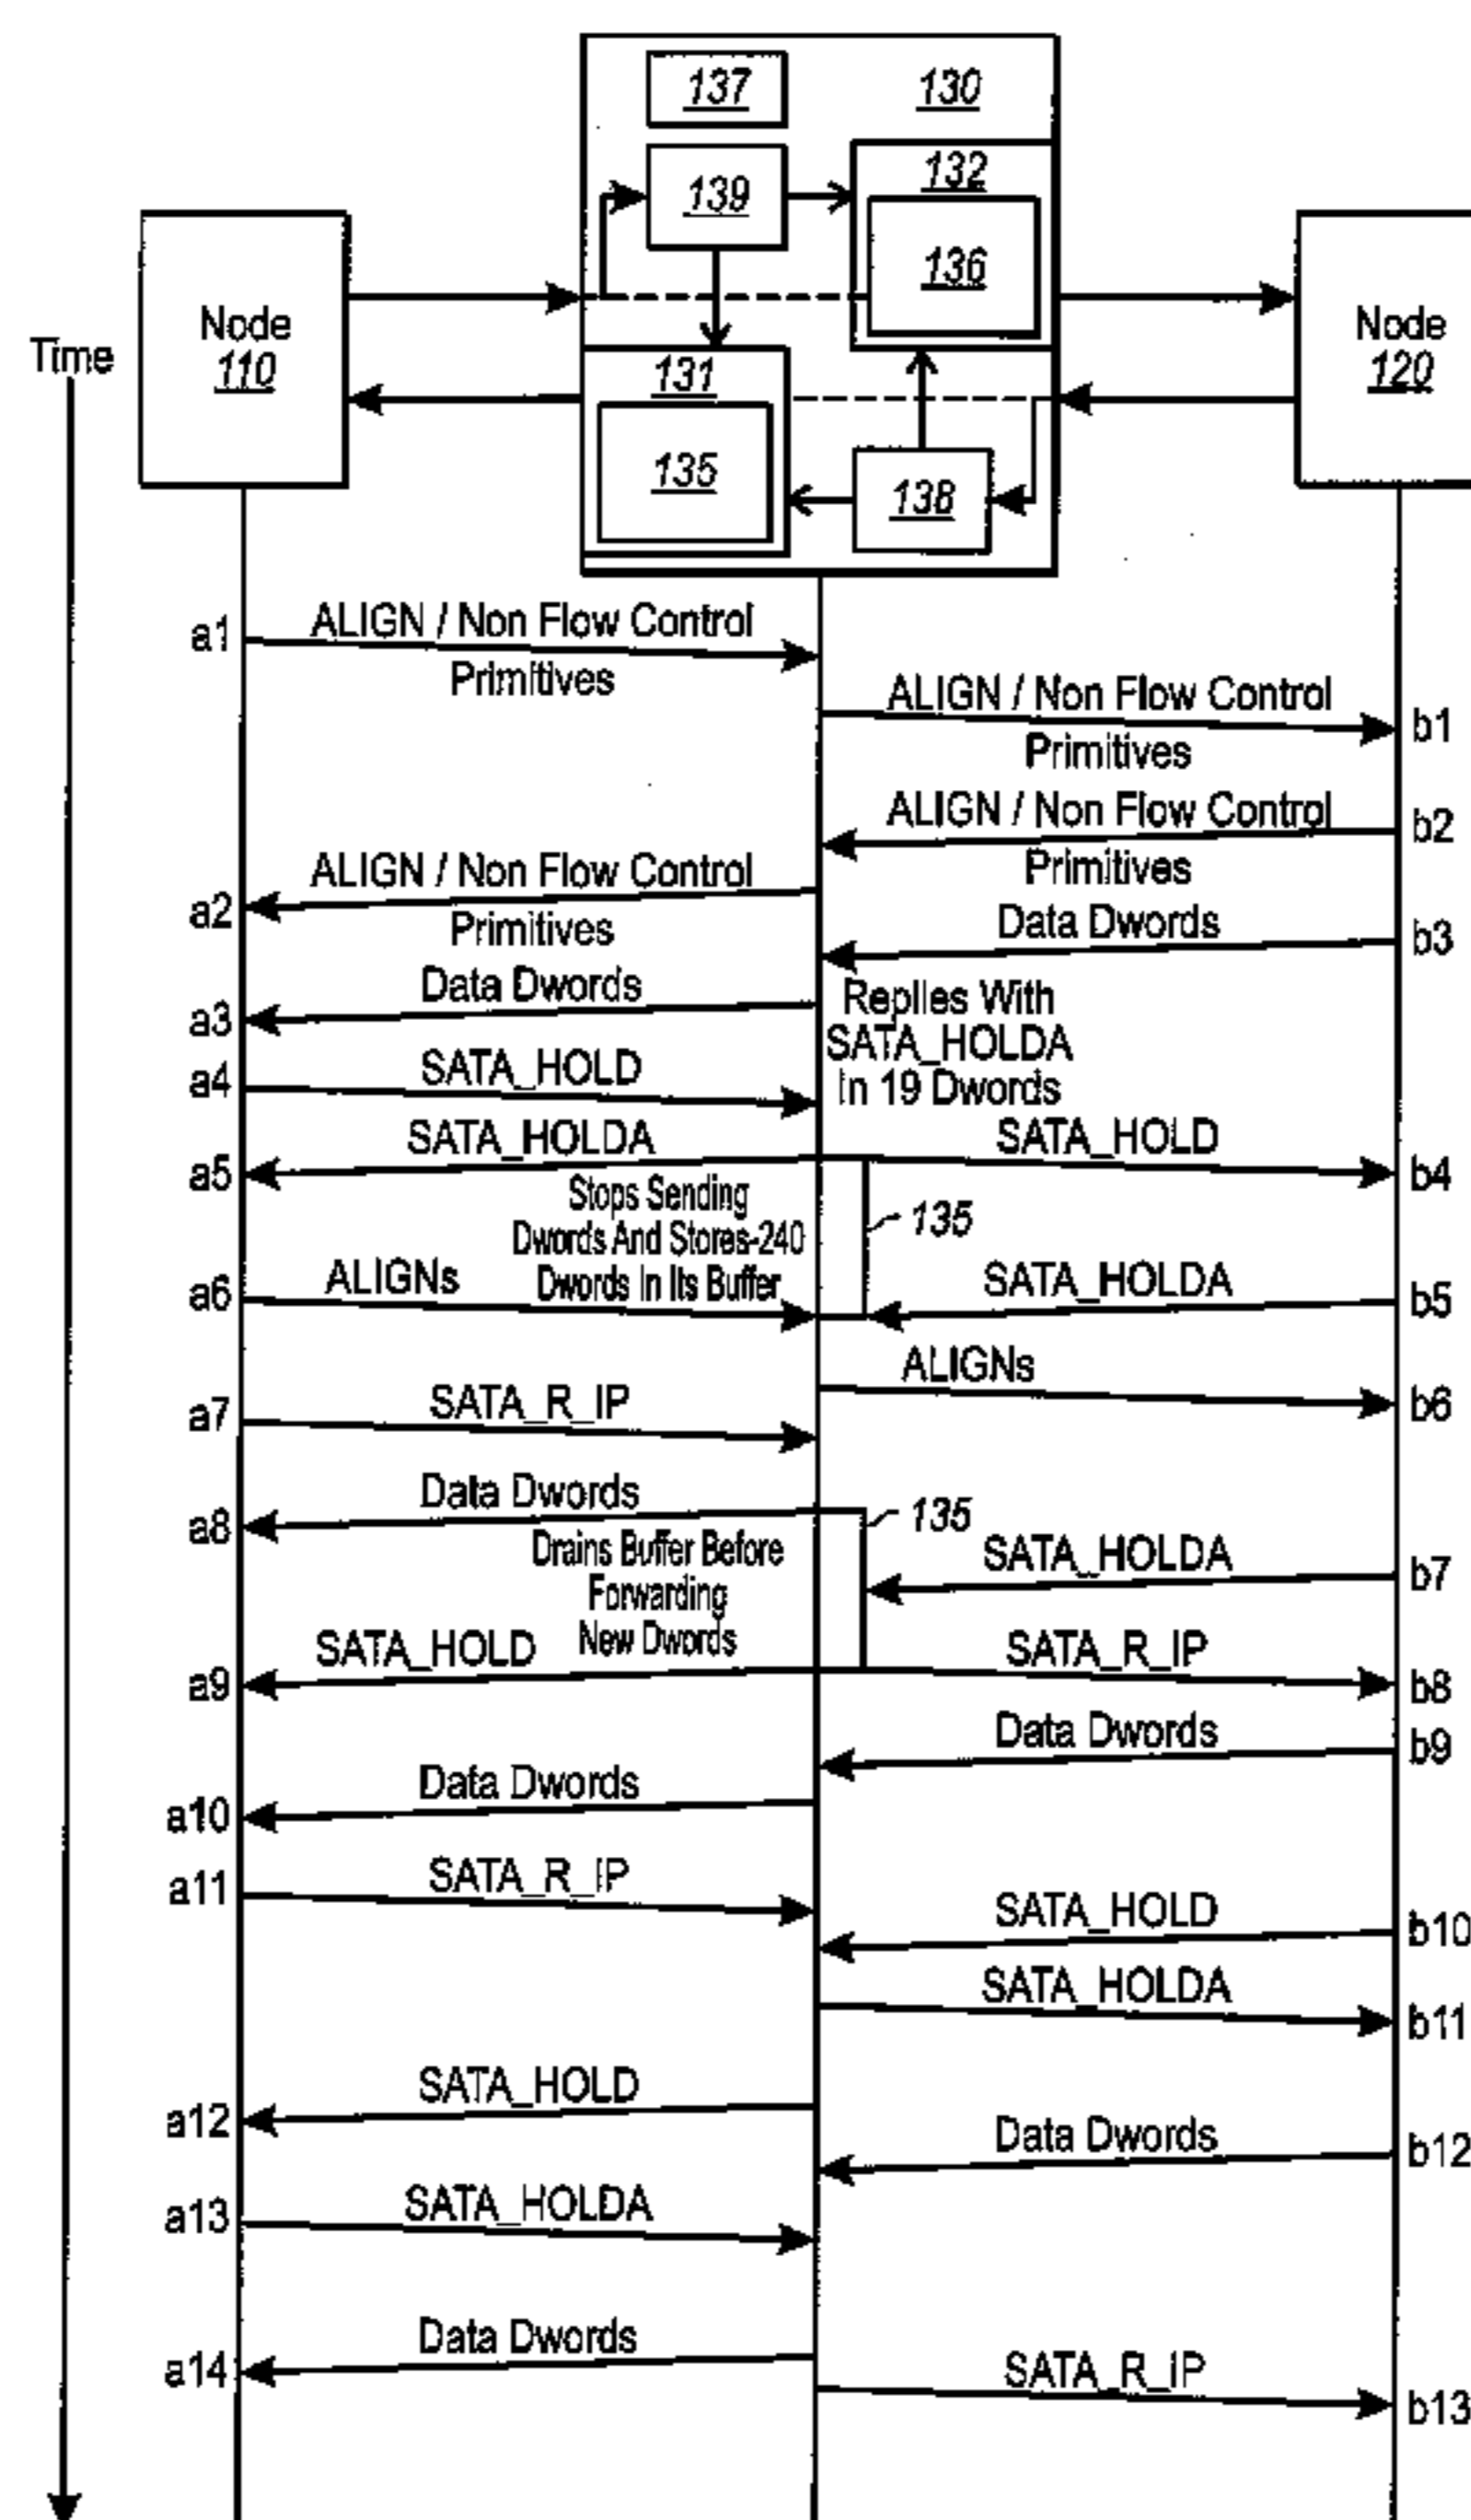 137
130
139
132
136
Node
110
Time
131
135
138
Node
120
a1
ALIGN / Non Flow Control
Primitives
ALIGN / Non Flow Control
Primitives
b1
ALIGN / Non Flow Control
Primitives
b2
a2
ALIGN / Non Flow Control
Primitives
Data Dwords
b3
a3
Data Dwords
Replies With
SATA_HOLDA
In 19 Dwords
a4
SATA_HOLD
a5
SATA_HOLDA
SATA_HOLD
b4
Stops Sending
Dwords And Stores-240
Dwords In Its Buffer
135
a6
ALIGNs
SATA_HOLDA
b5
ALIGNs
b6
a7
SATA_R_IP
a8
Data Dwords
135
Drains Buffer Before
Forwarding
New Dwords
SATA_HOLDA
b7
a9
SATA_HOLD
SATA_R_IP
b8
Data Dwords
b9
a10
Data Dwords
a11
SATA_R_IP
SATA_HOLD
b10
SATA_HOLDA
b11
a12
SATA_HOLD
Data Dwords
b12
a13
SATA_HOLDA
a14
Data Dwords
SATA_R_IP
b13